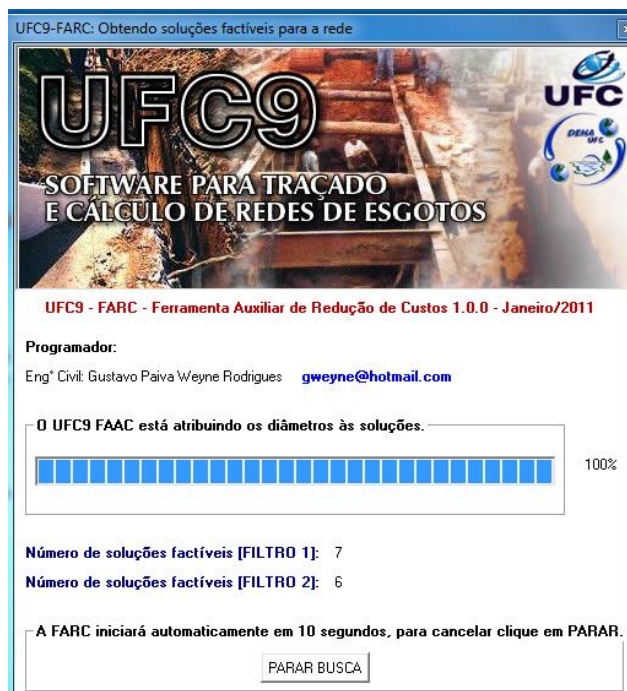 UFC9-FARC: Obtendo soluções factíveis para a rede
UFC9
UFC
DEHA
UFC
SOFTWARE PARA TRAÇADO
E CÁLCULO DE REDES DE ESGOTOS
UFC9 - FARC - Ferramenta Auxiliar de Redução de Custos 1.0.0 - Janeiro/2011
Programador:
Eng° Civil: Gustavo Paiva Weyne Rodrigues gweyne@hotmail.com
O UFC9 FAAC está atribuindo os diâmetros às soluções.
100%
Número de soluções factíveis [FILTRO 1]: 7
Número de soluções factíveis [FILTRO 2]: 6
A FARC iniciará automaticamente em 10 segundos, para cancelar clique em PARAR.
PARAR BUSCA